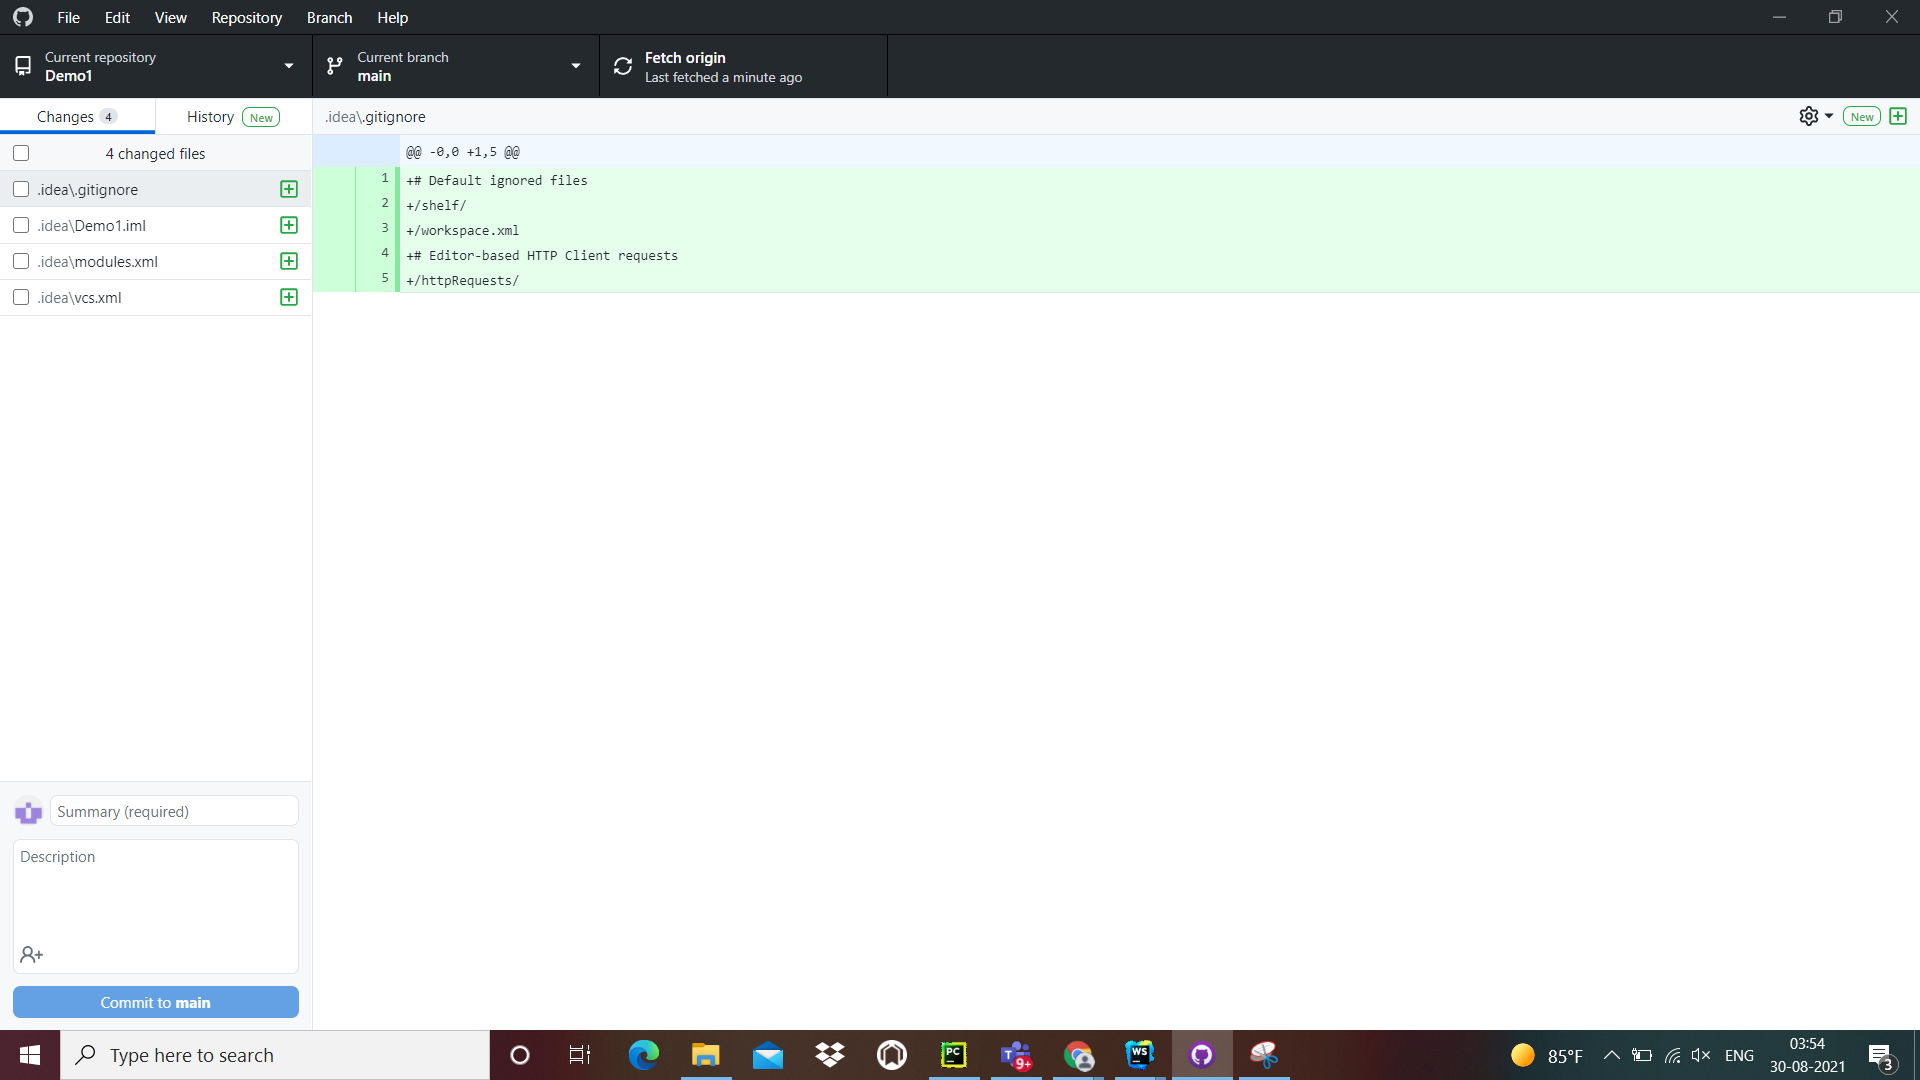 File Edit View Repository Branch Help
Current repository
Demo1
Current branch
main
Fetch origin
Last fetched a minute ago
Changes 4
History New
.idea\.gitignore
New
4 changed files
.idea\.gitignore
.idea\Demo1.iml
.idea\modules.xml
.idea\vcs.xml
@@ -0,0 +1,5 @@
1 +# Default ignored files
2 +/shelf/
3 +/workspace.xml
4 +# Editor-based HTTP Client requests
5 +/httpRequests/
Summary (required)
Description
Commit to main
Type here to search
PC
T
9+
WS
85°F
ENG
03:54
30-08-2021
3